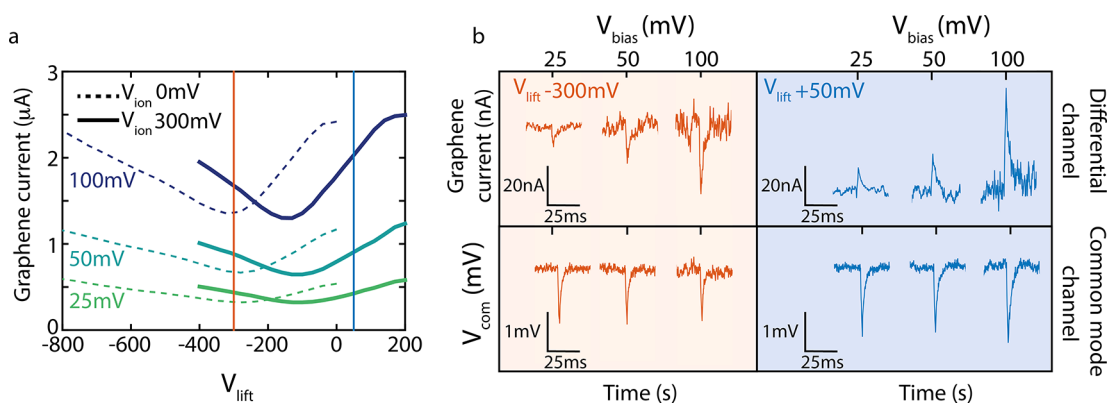 a
Graphene current (μA)
3
2
1
0
V_ion 0mV
V_ion 300mV
100mV
50mV
25mV
-800
-600
-400
-200
0
200
V_lift
b
V_bias (mV)
25
50
100
V_bias (mV)
25
50
100
Graphene
current (nA)
V_lift -300mV
20nA
25ms
V_lift +50mV
20nA
25ms
Differential
channel
V_com (mV)
1mV
25ms
1mV
25ms
Common mode
channel
Time (s)
Time (s)